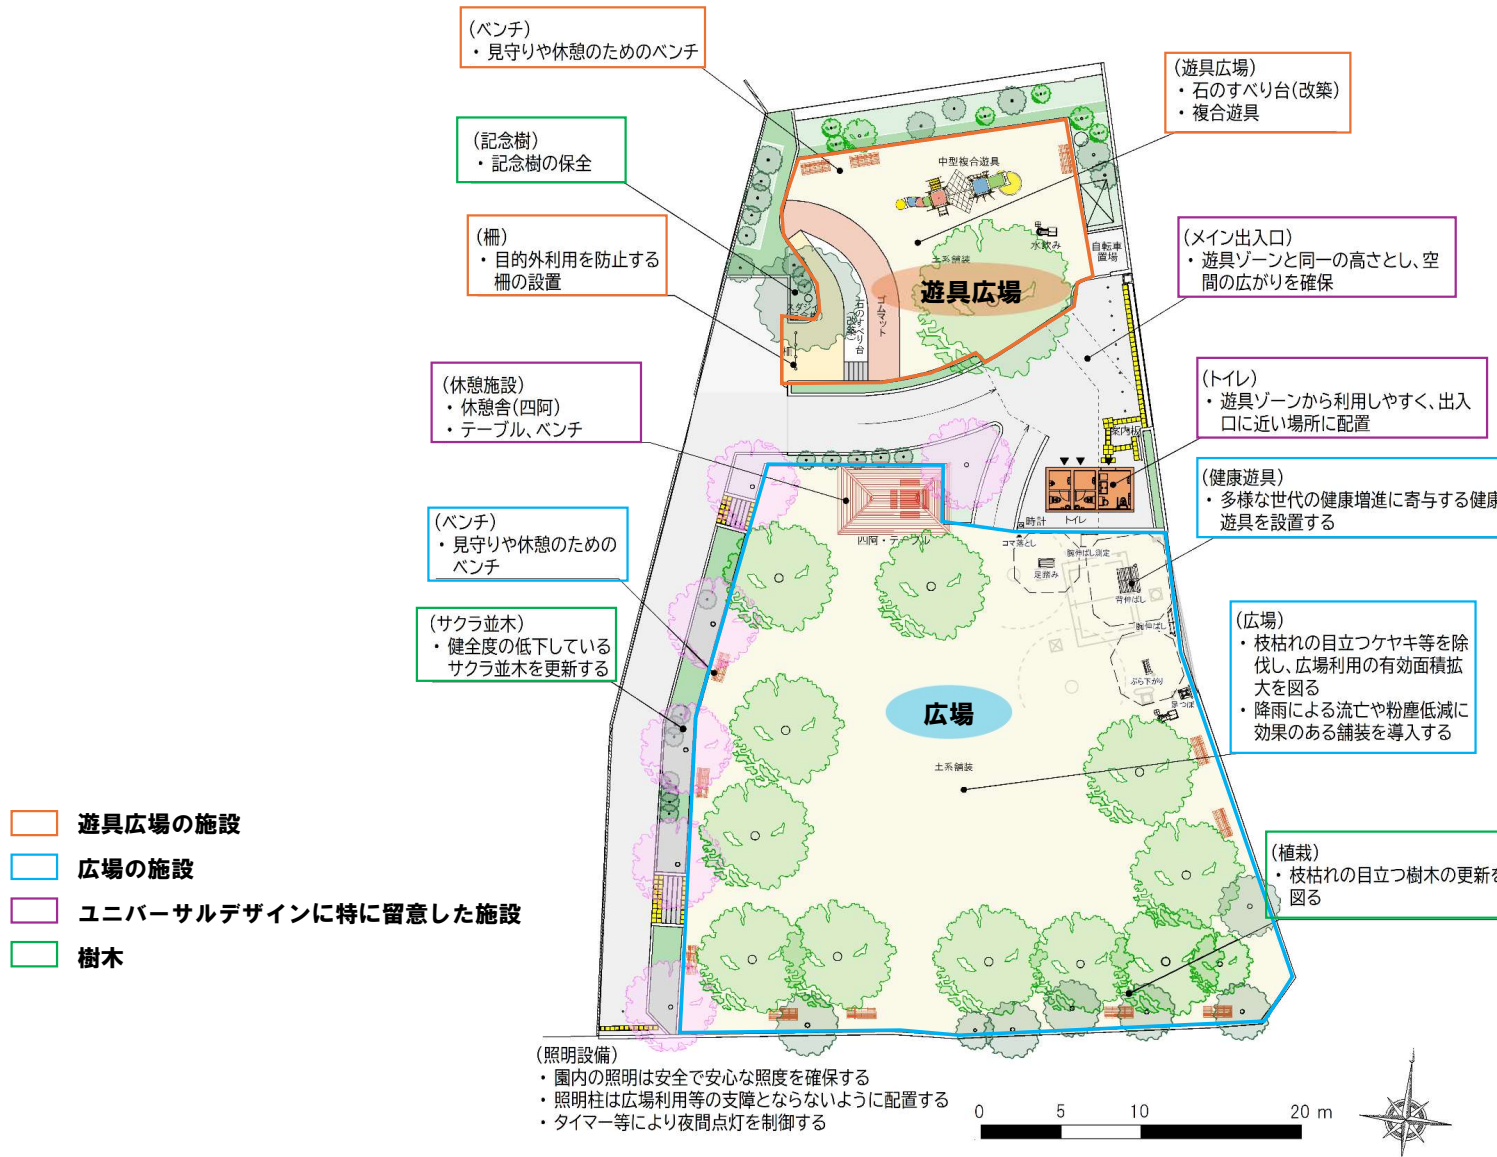 (ベンチ)
・ 見守りや休憩のためのベンチ
(遊具広場)
・ 石のすべり台(改築)
・ 複合遊具
(記念樹)
・ 記念樹の保全
中型複合遊具
(柵)
・ 目的外利用を防止する
柵の設置
(メイン出入口)
・ 遊具ゾーンと同一の高さとし、空
間の広がりを確保
水飲み
自転車
置場
土系舗装
遊具広場
ゴムマット
石のすべり台
(休憩施設)
・ 休憩舎(四阿)
・ テーブル、ベンチ
(トイレ)
・ 遊具ゾーンから利用しやすく、出入
口に近い場所に配置
案内板
(健康遊具)
・ 多様な世代の健康増進に寄与する健康
遊具を設置する
(ベンチ)
・ 見守りや休憩のための
ベンチ
時計
トイレ
四阿・テーブル
コマ落とし
腕伸ばし測定
足踏み
背伸ばし
腕伸ばし
ぶら下がり
(サクラ並木)
・ 健全度の低下している
サクラ並木を更新する
(広場)
・ 枝枯れの目立つケヤキ等を除
伐し、広場利用の有効面積拡
大を図る
・ 降雨による流亡や粉塵低減に
効果のある舗装を導入する
広場
土系舗装
遊具広場の施設
広場の施設
ユニバーサルデザインに特に留意した施設
樹木
(植栽)
・ 枝枯れの目立つ樹木の更新を
図る
(照明設備)
・ 園内の照明は安全で安心な照度を確保する
・ 照明柱は広場利用等の支障とならないように配置する
・ タイマー等により夜間点灯を制御する
0 5 10 20 m